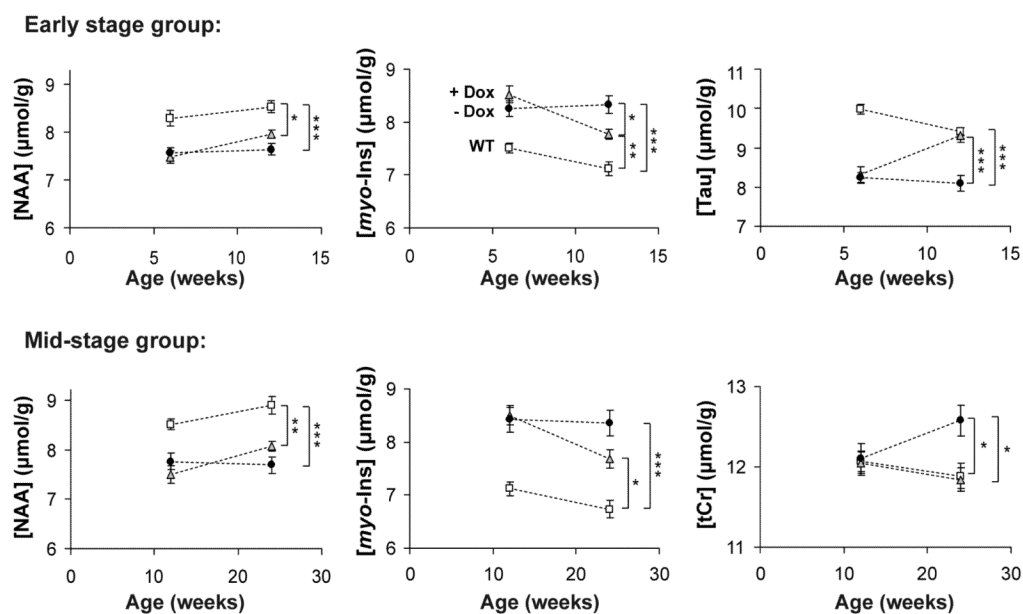 Early stage group:
[NAA] (μmol/g)
9
8
7
6
0 5 10 15
Age (weeks)
*
***
[myo-Ins] (μmol/g)
9
8
7
6
+ Dox
- Dox
WT
0 5 10 15
Age (weeks)
*
**
***
[Tau] (μmol/g)
11
10
9
8
7
0 5 10 15
Age (weeks)
***
***
Mid-stage group:
[NAA] (μmol/g)
9
8
7
6
0 10 20 30
Age (weeks)
**
***
[myo-Ins] (μmol/g)
9
8
7
6
0 10 20 30
Age (weeks)
*
***
[tCr] (μmol/g)
13
12
11
0 10 20 30
Age (weeks)
*
*